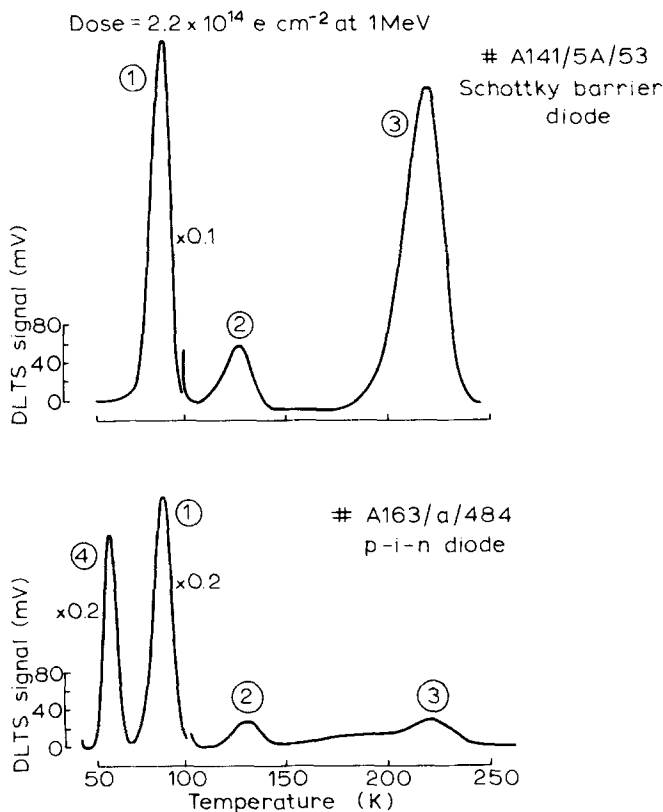 Dose = 2.2 x 10¹⁴ e cm⁻² at 1MeV
# A141/5A/53
Schottky barrier
diode
①
③
x0.1
②
DLTS signal (mV)
80
40
0
# A163/a/484
p-i-n diode
①
④
x0.2
x0.2
②
③
DLTS signal (mV)
80
40
0
50 100 150 200 250
Temperature (K)